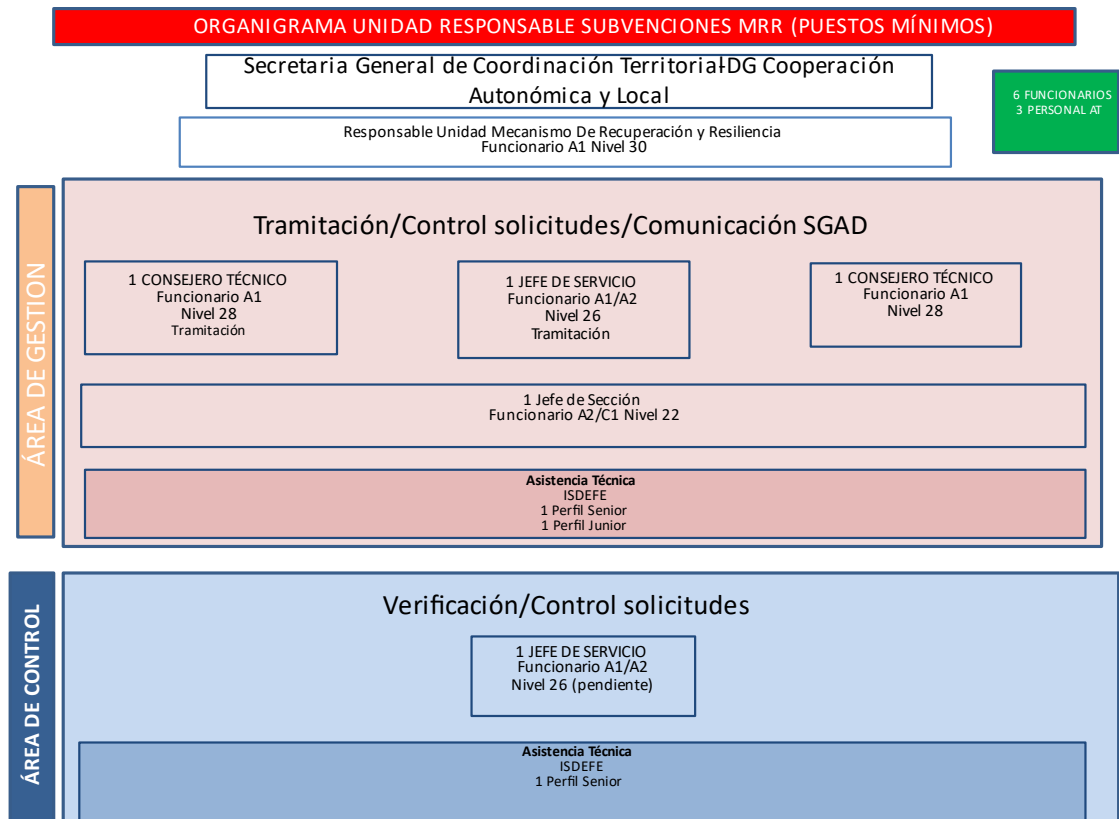 ORGANIGRAMA UNIDAD RESPONSABLE SUBVENCIONES MRR (PUESTOS MÍNIMOS)
Secretaria General de Coordinación Territorial-DG Cooperación
Autonómica y Local
6 FUNCIONARIOS
3 PERSONAL AT
Responsable Unidad Mecanismo De Recuperación y Resiliencia
Funcionario A1 Nivel 30
ÁREA DE GESTION
Tramitación/Control solicitudes/Comunicación SGAD
1 CONSEJERO TÉCNICO
Funcionario A1
Nivel 28
Tramitación
1 JEFE DE SERVICIO
Funcionario A1/A2
Nivel 26
Tramitación
1 CONSEJERO TÉCNICO
Funcionario A1
Nivel 28
1 Jefe de Sección
Funcionario A2/C1 Nivel 22
Asistencia Técnica
ISDEFE
1 Perfil Senior
1 Perfil Junior
ÁREA DE CONTROL
Verificación/Control solicitudes
1 JEFE DE SERVICIO
Funcionario A1/A2
Nivel 26 (pendiente)
Asistencia Técnica
ISDEFE
1 Perfil Senior